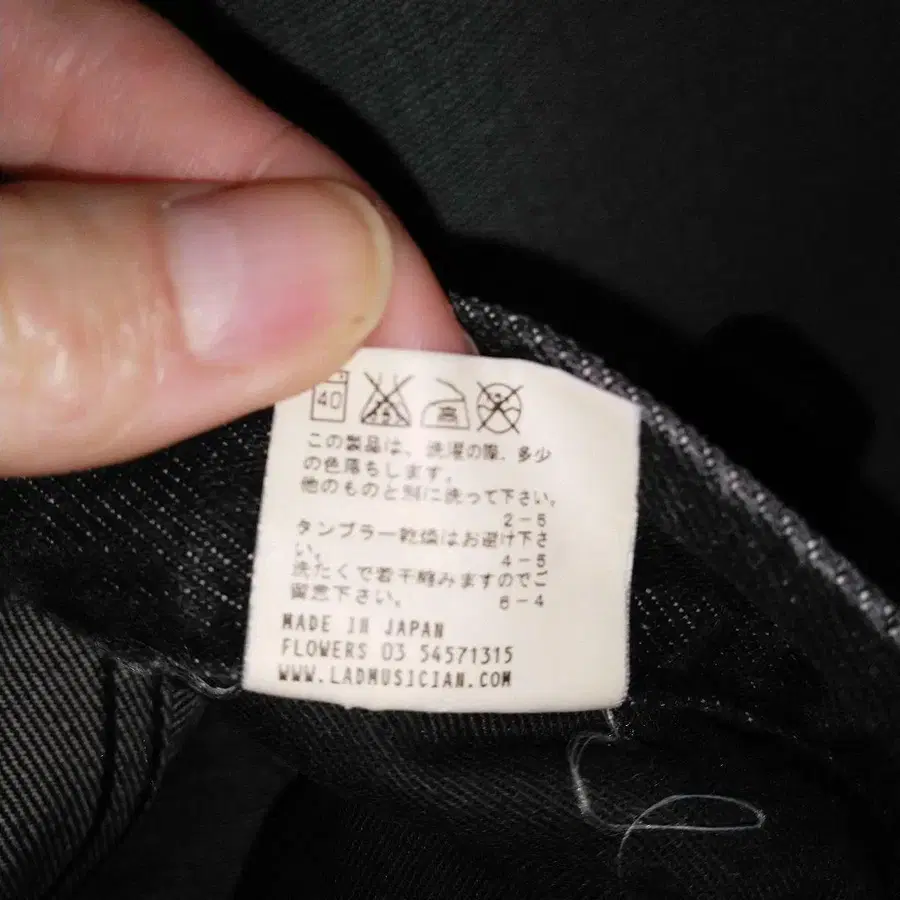 40 高
この製品は、洗濯の際、多少
の色落ちします。
他のものと別に洗って下さい。
2-5
タンブラー乾燥はお避け下さ
い。
4-5
洗たくで若干縮みますのでご
留意下さい。
6-4
MADE IN JAPAN
FLOWERS 03 54571315
WWW.LADMUSICIAN.COM